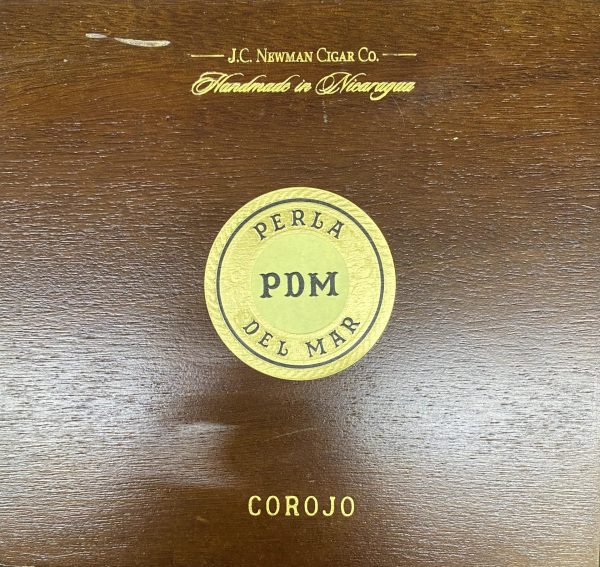 J.C. Newman Cigar Co.
Handmade in Nicaragua
PERLA
PDM
DEL MAR
COROJO